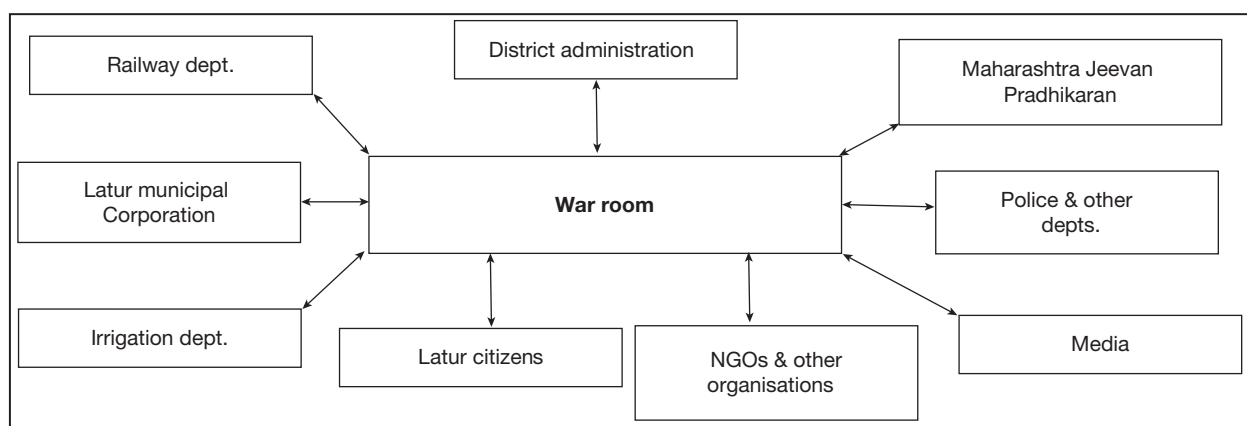 Railway dept.
District administration
Maharashtra Jeevan
Pradhikaran
Latur municipal
Corporation
War room
Police & other
depts.
Irrigation dept.
Latur citizens
NGOs & other
organisations
Media